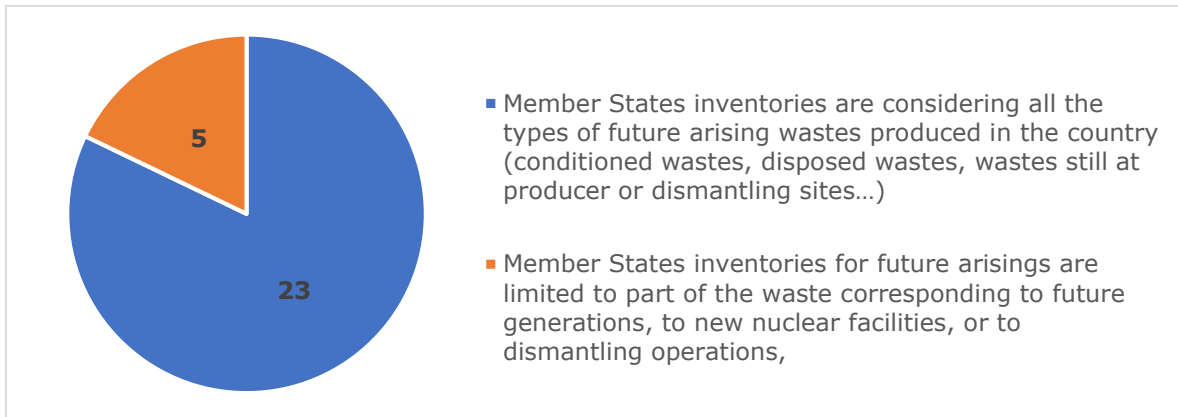 5
23
Member States inventories are considering all the
types of future arising wastes produced in the country
(conditioned wastes, disposed wastes, wastes still at
producer or dismantling sites…)
Member States inventories for future arisings are
limited to part of the waste corresponding to future
generations, to new nuclear facilities, or to
dismantling operations,